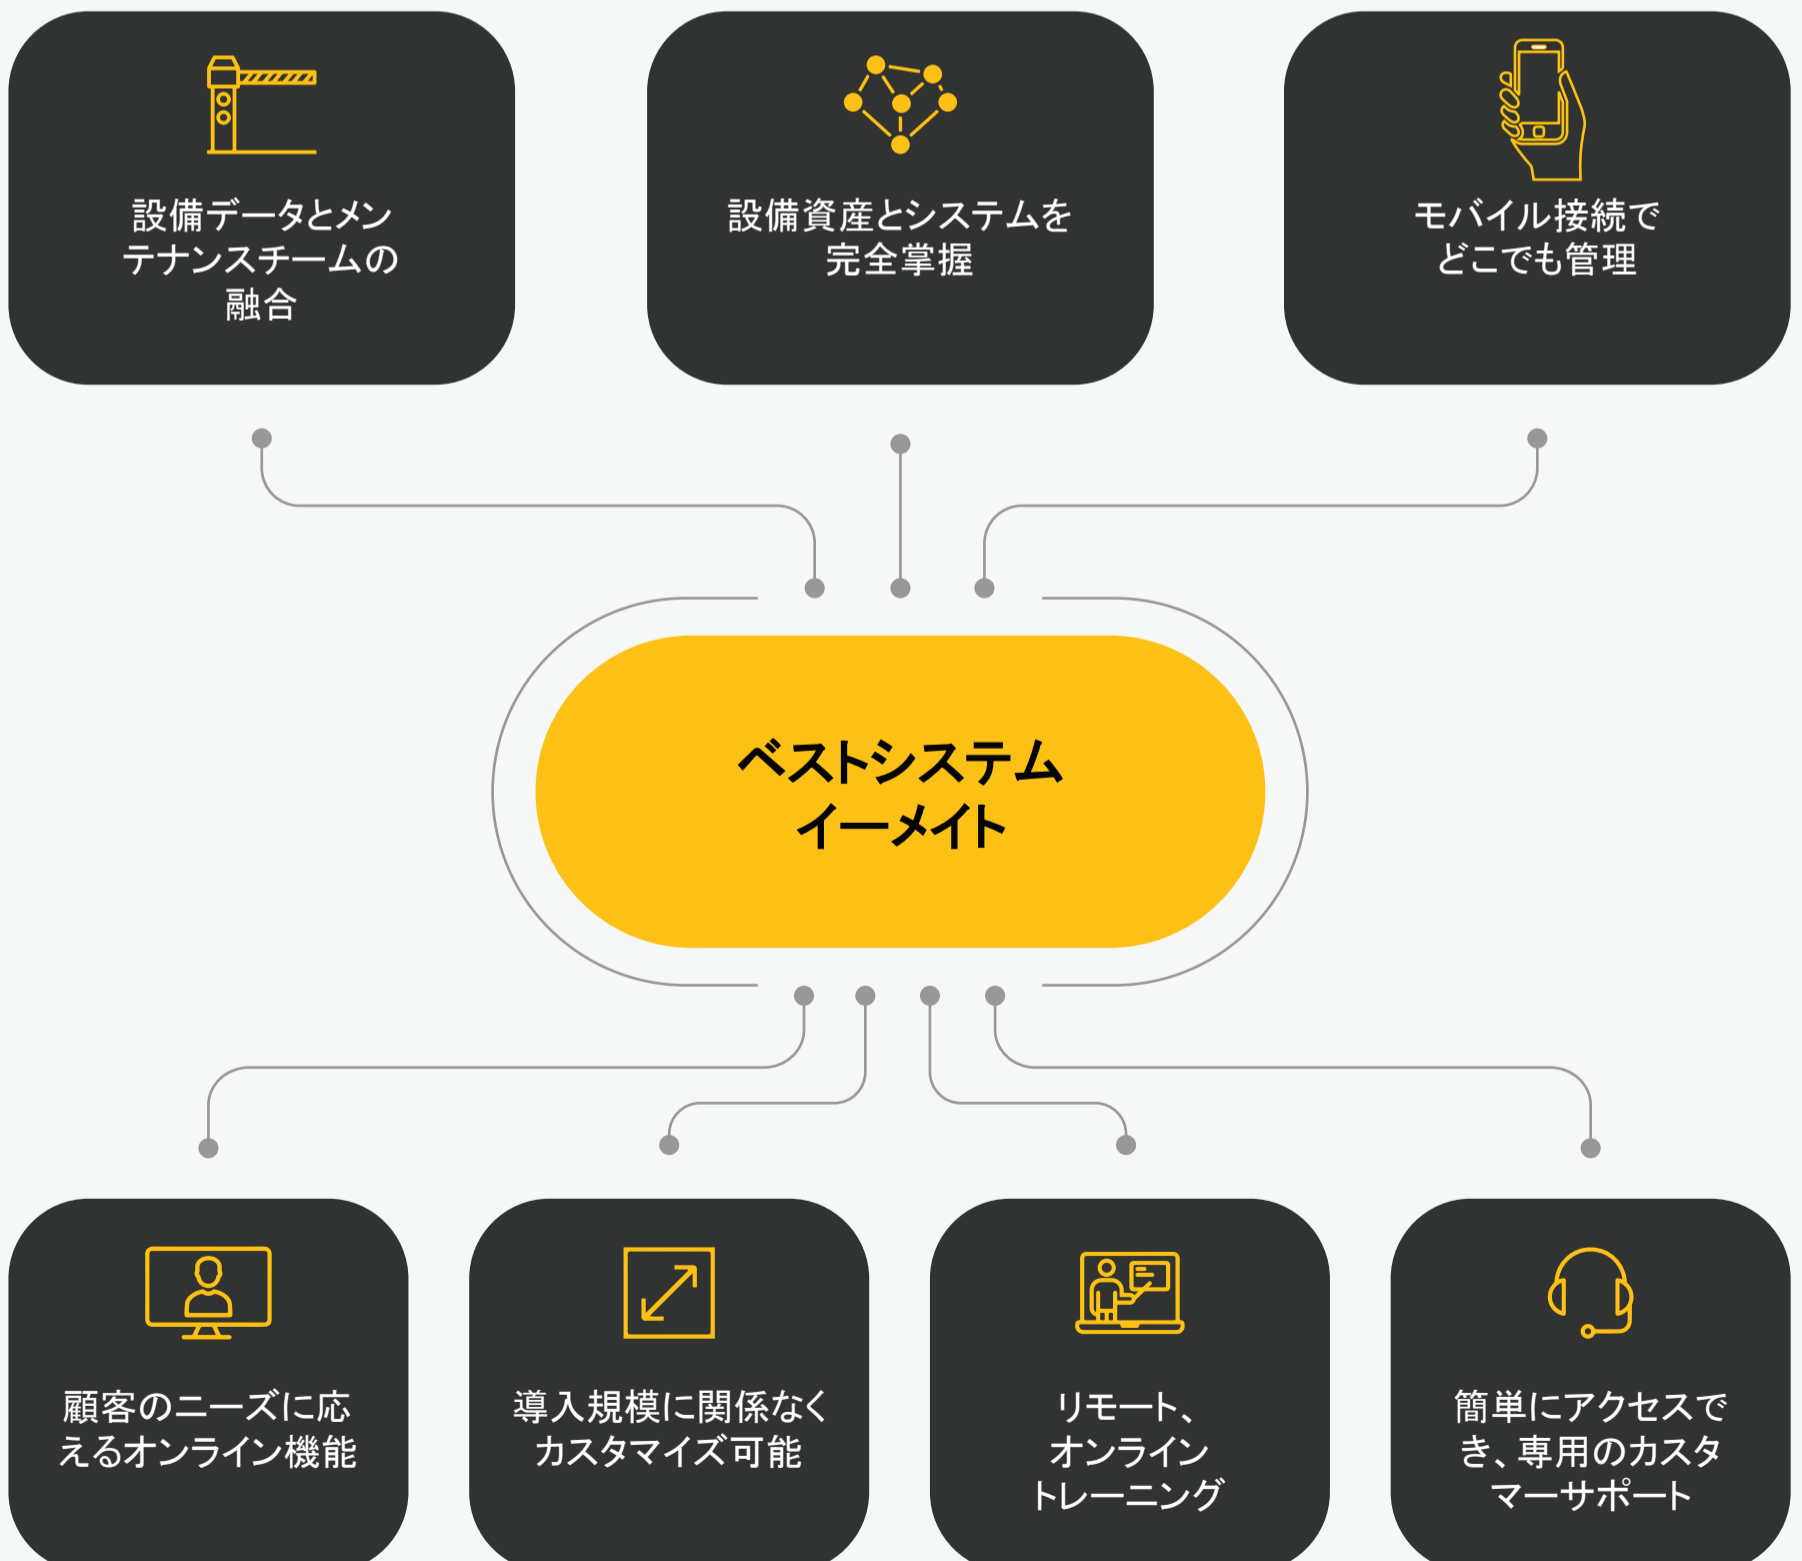 設備データとメン
テナンスチームの
融合
設備資産とシステムを
完全掌握
モバイル接続で
どこでも管理
ベストシステム
イーメイト
顧客のニーズに応
えるオンライン機能
導入規模に関係なく
カスタマイズ可能
リモート、
オンライン
トレーニング
簡単にアクセスで
き、専用のカスタ
マーサポート